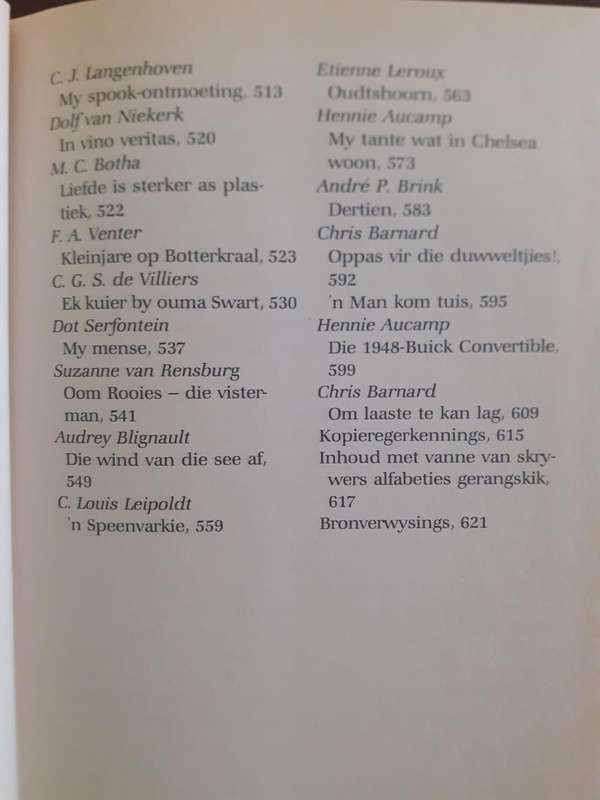 C. J. Langenhoven
My spook-ontmoeting, 513
Dolf van Niekerk
In vino veritas, 520
M. C. Botha
Liefde is sterker as plas-
tiek, 522
F. A. Venter
Kleinjare op Botterkraal, 523
C. G. S. de Villiers
Ek kuier by ouma Swart, 530
Dot Serfontein
My mense, 537
Suzanne van Rensburg
Oom Rooies – die vister-
man, 541
Audrey Blignault
Die wind van die see af,
549
C. Louis Leipoldt
'n Speenvarkie, 559
Etienne Leroux
Oudtshoorn, 563
Hennie Aucamp
My tante wat in Chelsea
woon, 573
André P. Brink
Dertien, 583
Chris Barnard
Oppas vir die duwweltjies!,
592
'n Man kom tuis, 595
Hennie Aucamp
Die 1948-Buick Convertible,
599
Chris Barnard
Om laaste te kan lag, 609
Kopieregerkennings, 615
Inhoud met vanne van skry-
wers alfabeties gerangskik,
617
Bronverwysings, 621